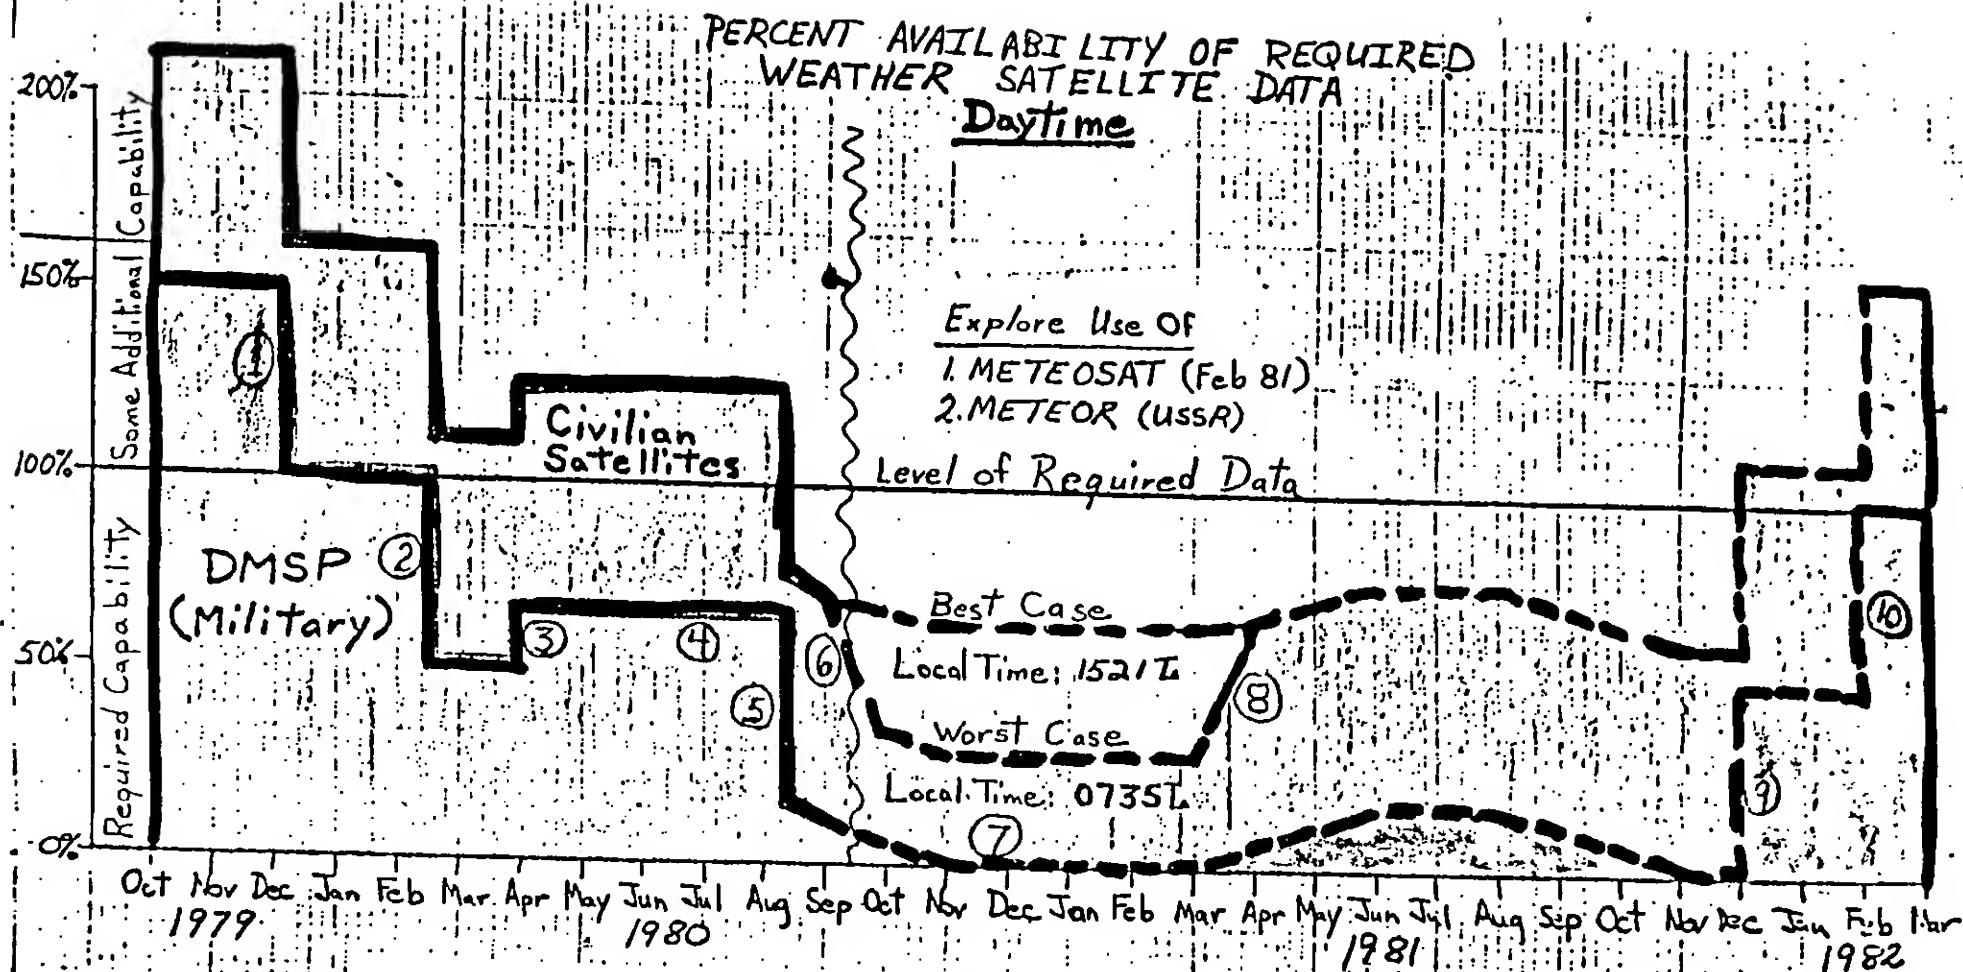 PERCENT AVAILABILITY OF REQUIRED
WEATHER SATELLITE DATA
Daytime
200%
150%
100%
50%
0%
Some Additional Capability
Required Capability
1
2
3
4
5
6
7
8
9
10
DMSP
(Military)
Civilian
Satellites
Explore Use Of
1. METEOSAT (Feb 81)
2. METEOR (USSR)
Level of Required Data
Best Case
Local Time: 1521L
Worst Case
Local Time: 0735L
Oct Nov Dec Jan Feb Mar Apr May Jun Jul Aug Sep Oct Nov Dec Jan Feb Mar Apr May Jun Jul Aug Sep Oct Nov Dec Jan Feb Mar
1979 1980 1981 1982